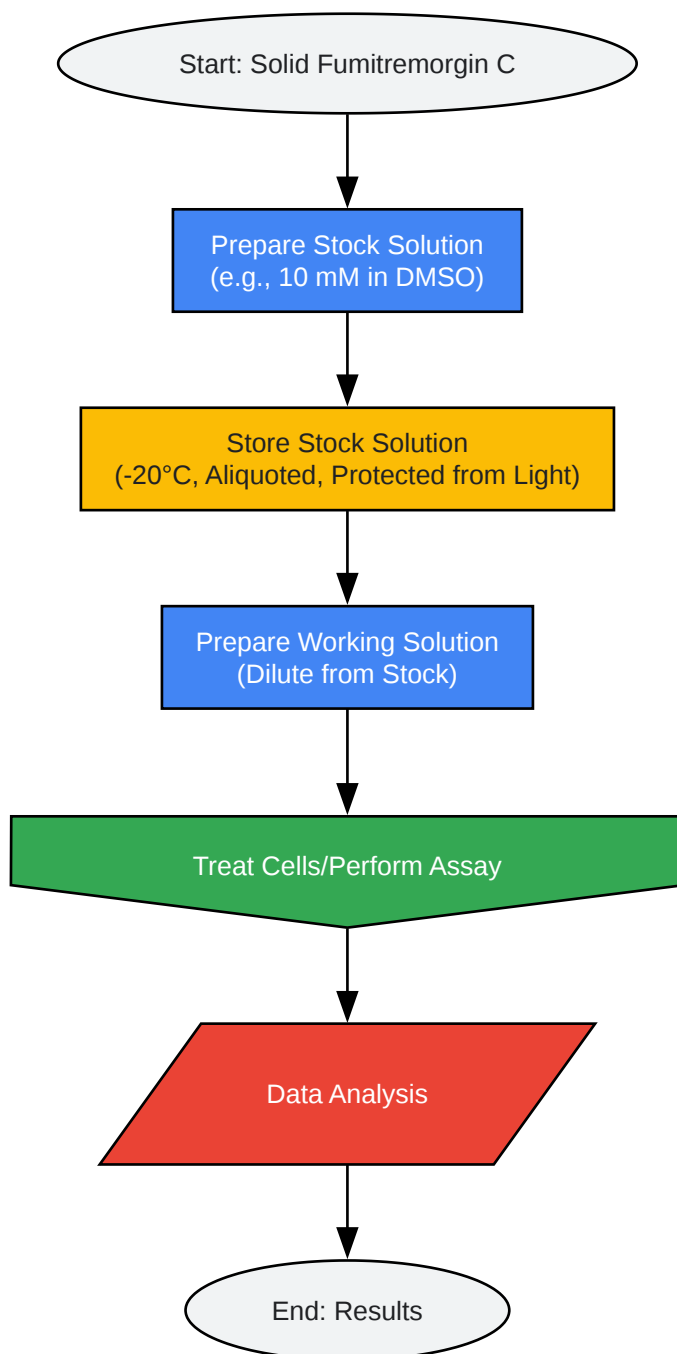 Start: Solid Fumitremorgin C
Prepare Stock Solution
(e.g., 10 mM in DMSO)
Store Stock Solution
(-20°C, Aliquoted, Protected from Light)
Prepare Working Solution
(Dilute from Stock)
Treat Cells/Perform Assay
Data Analysis
End: Results